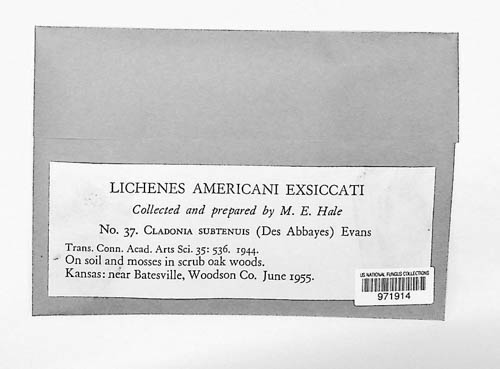 LICHENES AMERICANI EXSICCATI
Collected and prepared by M. E. Hale
No. 37. CLADONIA SUBTENUIS (Des Abbayes) Evans
Trans. Conn. Acad. Arts Sci. 35: 536. 1944.
On soil and mosses in scrub oak woods.
Kansas: near Batesville, Woodson Co. June 1955.
US NATIONAL FUNGUS COLLECTIONS
971914